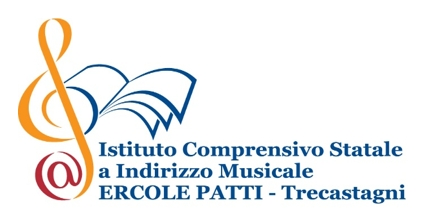 @
Istituto Comprensivo Statale
a Indirizzo Musicale
ERCOLE PATTI - Trecastagni